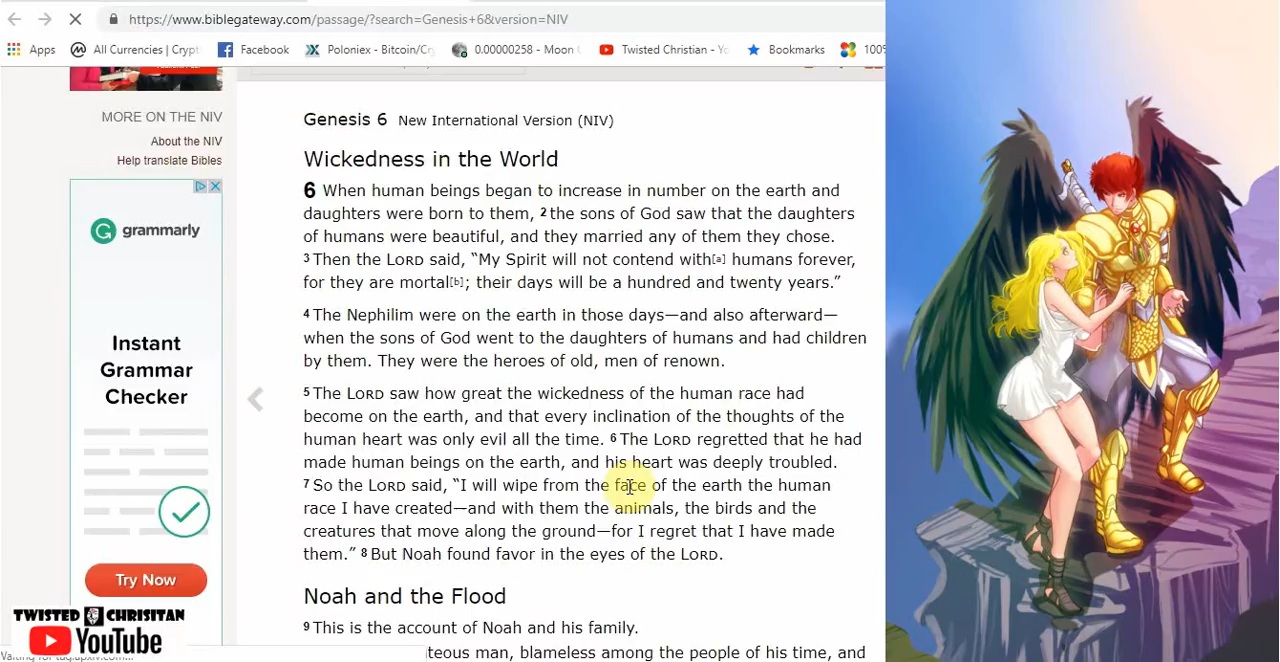 https://www.biblegateway.com/passage/?search=Genesis+6&version=NIV
Apps All Currencies | Crypt Facebook Poloniex - Bitcoin/Cry 0.00000258 - Moon Twisted Christian - Yo Bookmarks 100%
MORE ON THE NIV
About the NIV
Help translate Bibles
grammarly
Instant
Grammar
Checker
Try Now
TWISTED CHRISITAN
YouTube
Genesis 6 New International Version (NIV)
Wickedness in the World
6 When human beings began to increase in number on the earth and
daughters were born to them, 2 the sons of God saw that the daughters
of humans were beautiful, and they married any of them they chose.
3 Then the LORD said, “My Spirit will not contend with[a] humans forever,
for they are mortal[b]; their days will be a hundred and twenty years.”
4 The Nephilim were on the earth in those days—and also afterward—
when the sons of God went to the daughters of humans and had children
by them. They were the heroes of old, men of renown.
5 The LORD saw how great the wickedness of the human race had
become on the earth, and that every inclination of the thoughts of the
human heart was only evil all the time. 6 The LORD regretted that he had
made human beings on the earth, and his heart was deeply troubled.
7 So the LORD said, “I will wipe from the face of the earth the human
race I have created—and with them the animals, the birds and the
creatures that move along the ground—for I regret that I have made
them.” 8 But Noah found favor in the eyes of the LORD.
Noah and the Flood
9 This is the account of Noah and his family.
teous man, blameless among the people of his time, and